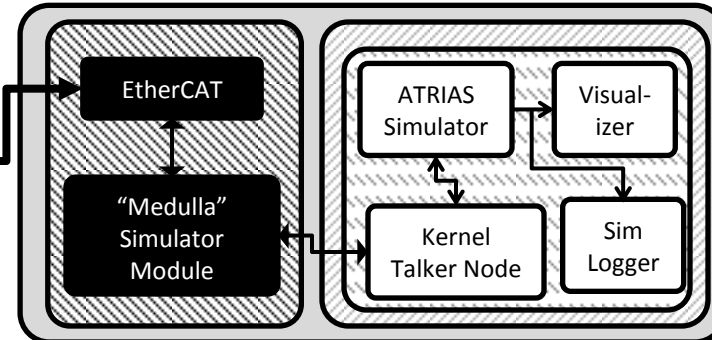 EtherCAT
“Medulla”
Simulator
Module
ATRIAS
Simulator
Visual-
izer
Kernel
Talker Node
Sim
Logger